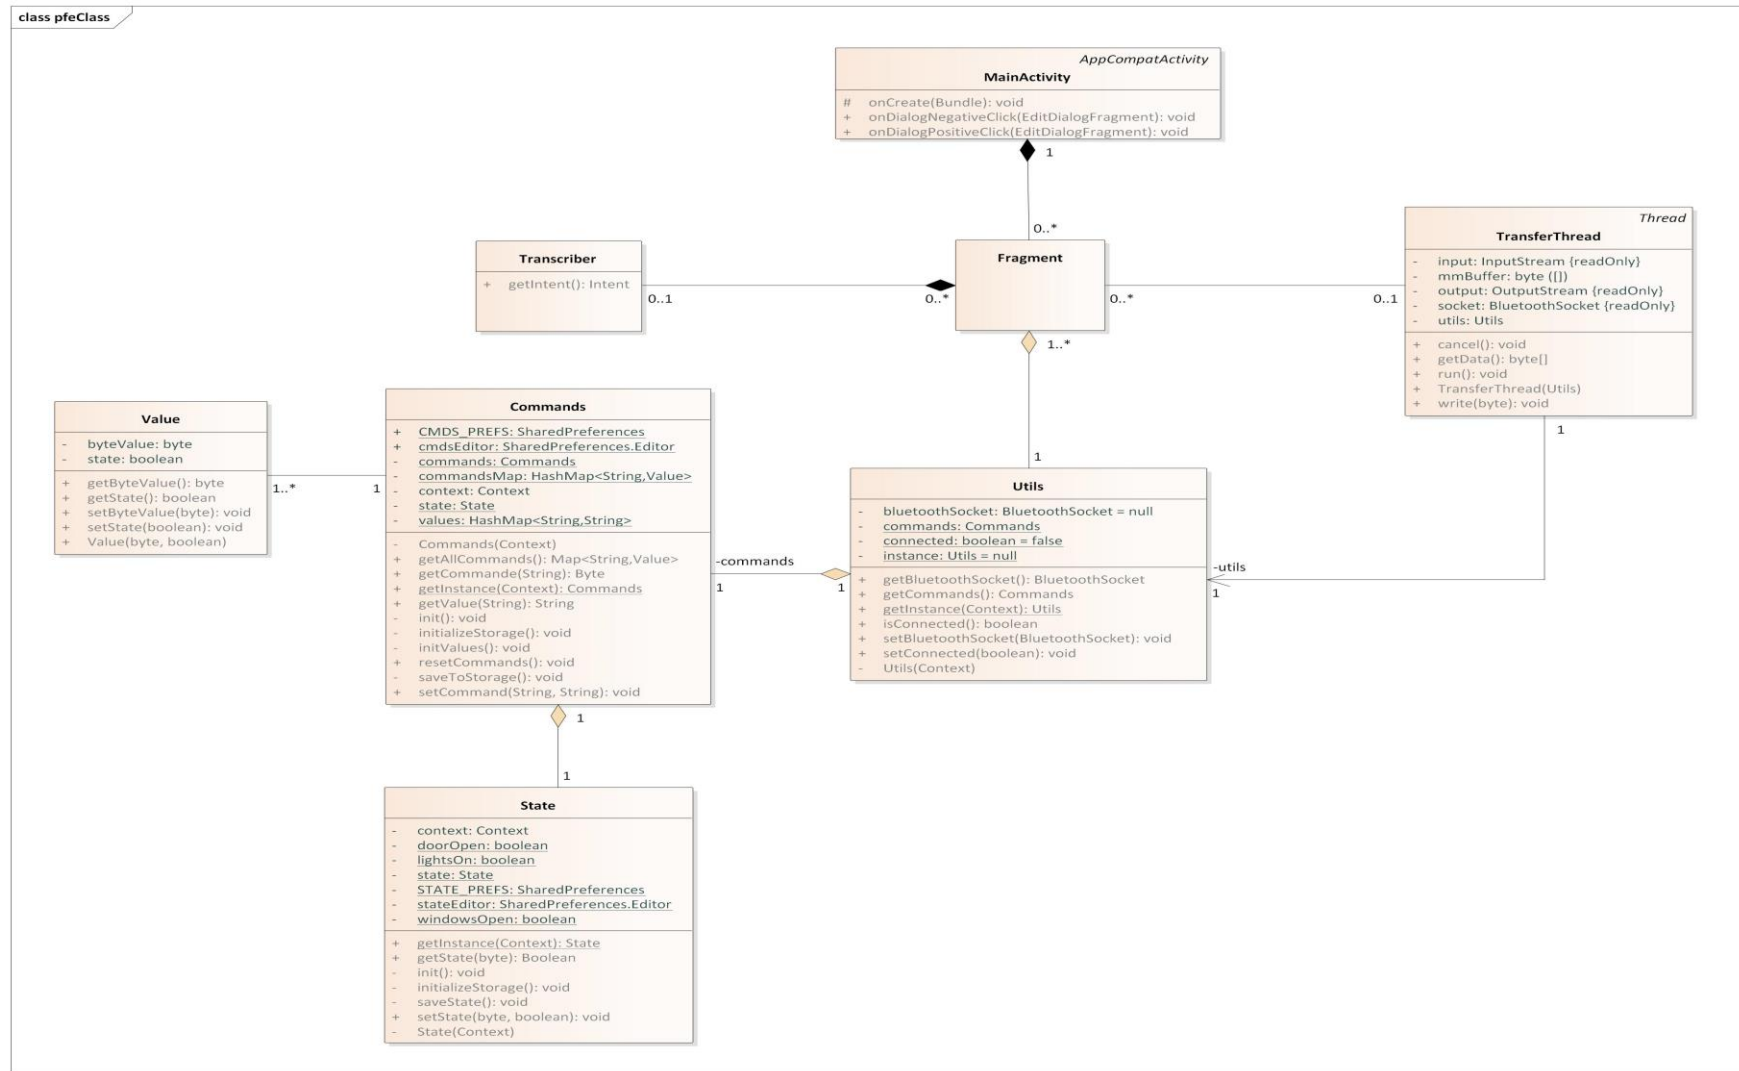 class pfeClass
AppCompatActivity
MainActivity
# onCreate(Bundle): void
+ onDialogNegativeClick(EditDialogFragment): void
+ onDialogPositiveClick(EditDialogFragment): void
1
0..*
Transcriber
+ getIntent(): Intent
0..1
0..*
Fragment
0..*
0..1
1..*
1
Thread
TransferThread
- input: InputStream {readOnly}
- mmBuffer: byte ([])
- output: OutputStream {readOnly}
- socket: BluetoothSocket {readOnly}
- utils: Utils
+ cancel(): void
+ getData(): byte[]
+ run(): void
+ TransferThread(Utils)
+ write(byte): void
1
-utils
1
Value
- byteValue: byte
- state: boolean
+ getByteValue(): byte
+ getState(): boolean
+ setByteValue(byte): void
+ setState(boolean): void
+ Value(byte, boolean)
1..*
1
Commands
+ CMDS_PREFS: SharedPreferences
+ cmdsEditor: SharedPreferences.Editor
- commands: Commands
- commandsMap: HashMap<String,Value>
- context: Context
- state: State
- values: HashMap<String,String>
- Commands(Context)
+ getAllCommands(): Map<String,Value>
+ getCommande(String): Byte
+ getInstance(Context): Commands
+ getValue(String): String
- init(): void
- initializeStorage(): void
- initValues(): void
+ resetCommands(): void
- saveToStorage(): void
+ setCommand(String, String): void
-commands
1
1
Utils
- bluetoothSocket: BluetoothSocket = null
- commands: Commands
- connected: boolean = false
- instance: Utils = null
+ getBluetoothSocket(): BluetoothSocket
+ getCommands(): Commands
+ getInstance(Context): Utils
+ isConnected(): boolean
+ setBluetoothSocket(BluetoothSocket): void
+ setConnected(boolean): void
- Utils(Context)
1
1
State
- context: Context
- doorOpen: boolean
- lightsOn: boolean
- state: State
- STATE_PREFS: SharedPreferences
- stateEditor: SharedPreferences.Editor
- windowsOpen: boolean
+ getInstance(Context): State
+ getState(byte): Boolean
- init(): void
- initializeStorage(): void
- saveState(): void
+ setState(byte, boolean): void
- State(Context)